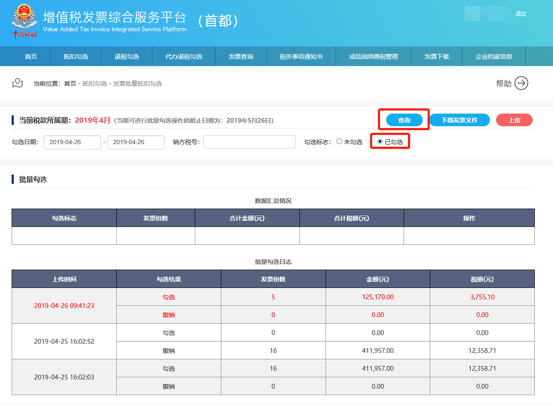 增值税发票综合服务平台 （首都）
Value Added Tax Invoice Integrated Service Platform
中国税务
退出
首页 抵扣勾选 退税勾选 代办退税勾选 发票查询 税务事项通知书 成品油消费税管理 发票下载 企业档案信息
当前位置：首页 - 抵扣勾选 - 发票批量抵扣勾选
帮助
当前税款所属期：2019年4月（当期可进行批量勾选操作的截止日期为：2019年5月26日）
查询 下载发票文件 上传
勾选日期： 2019-04-26 - 2019-04-26 销方税号： 勾选标志： 未勾选 已勾选
批量勾选
数据汇总情况
勾选标志 发票份数 合计金额(元) 合计税额(元) 操作
批量勾选日志
上传时间 勾选结果 发票份数 金额(元) 税额(元)
2019-04-26 09:41:23 勾选 5 125,170.00 3,755.10
撤销 0 0.00 0.00
2019-04-25 16:02:52 勾选 0 0.00 0.00
撤销 16 411,957.00 12,358.71
2019-04-25 16:02:03 勾选 16 411,957.00 12,358.71
撤销 0 0.00 0.00